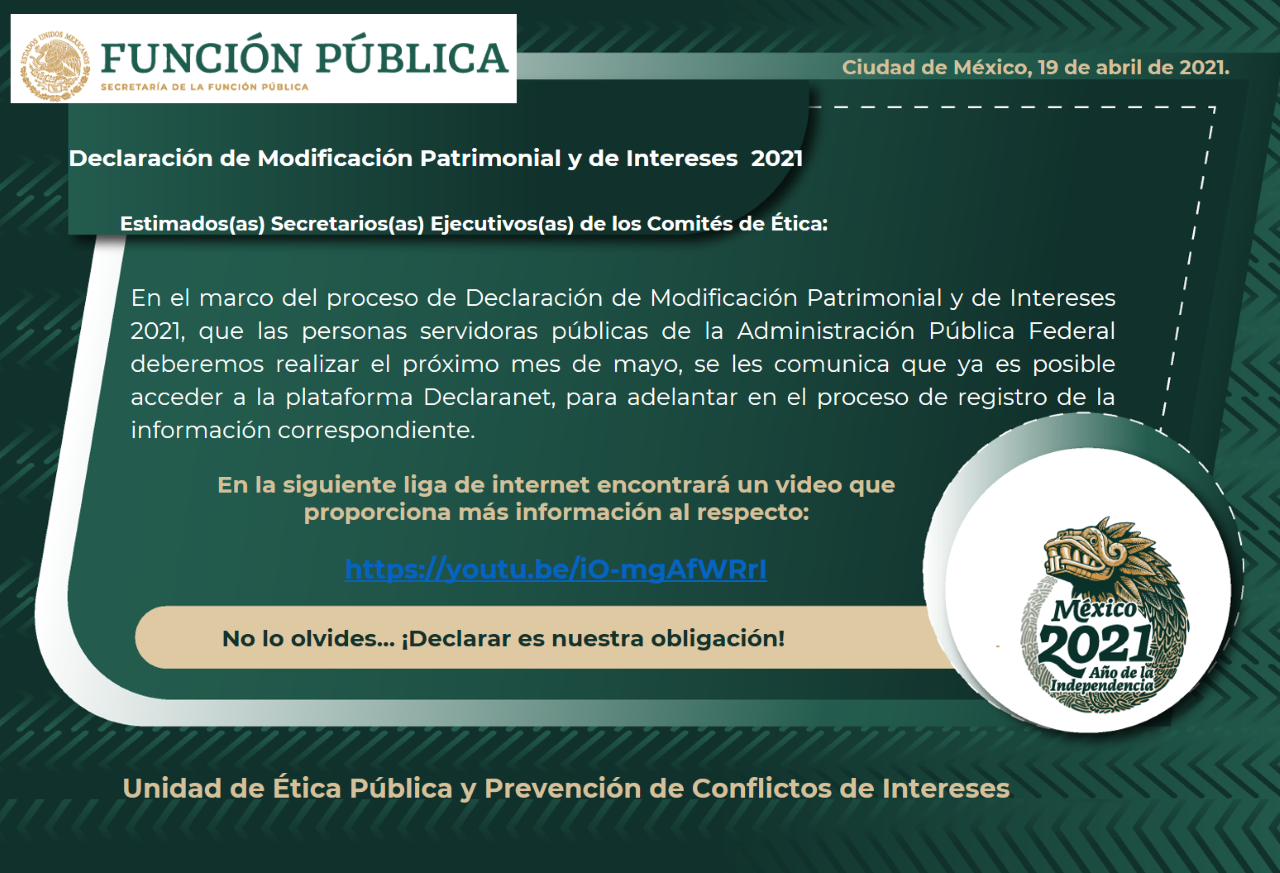 ESTADOS UNIDOS MEXICANOS
FUNCIÓN PÚBLICA
SECRETARÍA DE LA FUNCIÓN PÚBLICA
Ciudad de México, 19 de abril de 2021.
Declaración de Modificación Patrimonial y de Intereses 2021
Estimados(as) Secretarios(as) Ejecutivos(as) de los Comités de Ética:
En el marco del proceso de Declaración de Modificación Patrimonial y de Intereses
2021, que las personas servidoras públicas de la Administración Pública Federal
deberemos realizar el próximo mes de mayo, se les comunica que ya es posible
acceder a la plataforma Declaranet, para adelantar en el proceso de registro de la
información correspondiente.
En la siguiente liga de internet encontrará un video que
proporciona más información al respecto:
https://youtu.be/iO-mgAfWRrI
No lo olvides... ¡Declarar es nuestra obligación!
México
2021
Año de la
Independencia
Unidad de Ética Pública y Prevención de Conflictos de Intereses